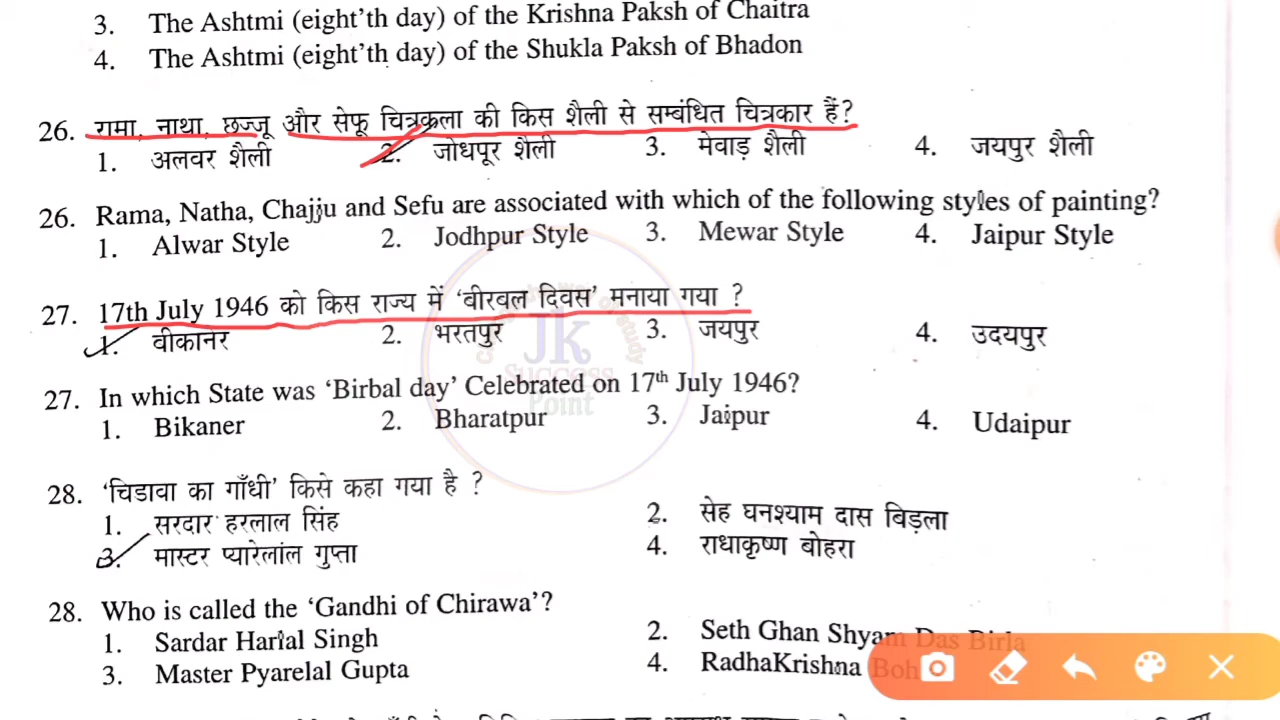 3. The Ashtmi (eight'th day) of the Krishna Paksh of Chaitra
4. The Ashtmi (eight'th day) of the Shukla Paksh of Bhadon
26. रामा, नाथा, छज्जू और सेफू चित्रकला की किस शैली से सम्बंधित चित्रकार हैं?
1. अलवर शैली 2. जोधपूर शैली 3. मेवाड़ शैली 4. जयपुर शैली
26. Rama, Natha, Chajju and Sefu are associated with which of the following styles of painting?
1. Alwar Style 2. Jodhpur Style 3. Mewar Style 4. Jaipur Style
27. 17th July 1946 को किस राज्य में 'बीरबल दिवस' मनाया गया ?
1. बीकानेर 2. भरतपुर 3. जयपुर 4. उदयपुर
27. In which State was 'Birbal day' Celebrated on 17th July 1946?
1. Bikaner 2. Bharatpur 3. Jaipur 4. Udaipur
28. 'चिडावा का गाँधी' किसे कहा गया है ?
1. सरदार हरलाल सिंह 2. सेह घनश्याम दास बिड़ला
3. मास्टर प्यारेलांल गुप्ता 4. राधाकृष्ण बोहरा
28. Who is called the 'Gandhi of Chirawa'?
1. Sardar Harlal Singh 2. Seth Ghan Shyam Das Birla
3. Master Pyarelal Gupta 4. RadhaKrishna Boh
JK
Success
Point